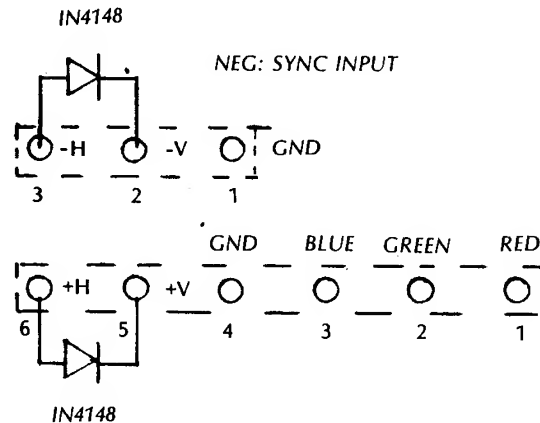 IN4148
NEG: SYNC INPUT
-H -V GND
3 2 1
GND BLUE GREEN RED
+H +V
6 5 4 3 2 1
IN4148